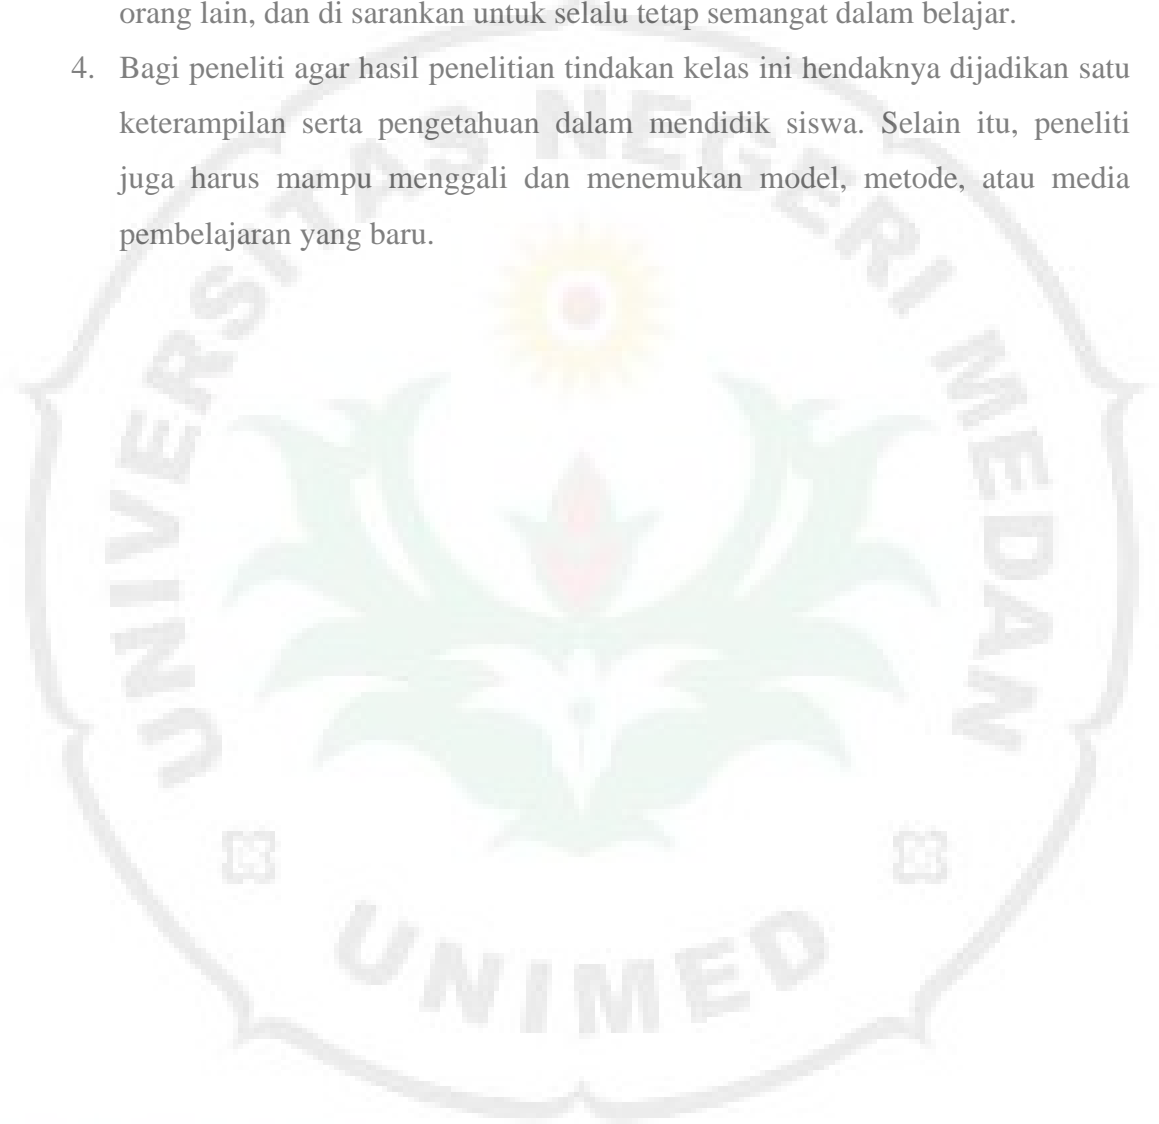 orang lain, dan di sarankan untuk selalu tetap semangat dalam belajar.
4. Bagi peneliti agar hasil penelitian tindakan kelas ini hendaknya dijadikan satu
keterampilan serta pengetahuan dalam mendidik siswa. Selain itu, peneliti
juga harus mampu menggali dan menemukan model, metode, atau media
pembelajaran yang baru.
UNIVERSITAS NEGERI MEDAN
UNIMED